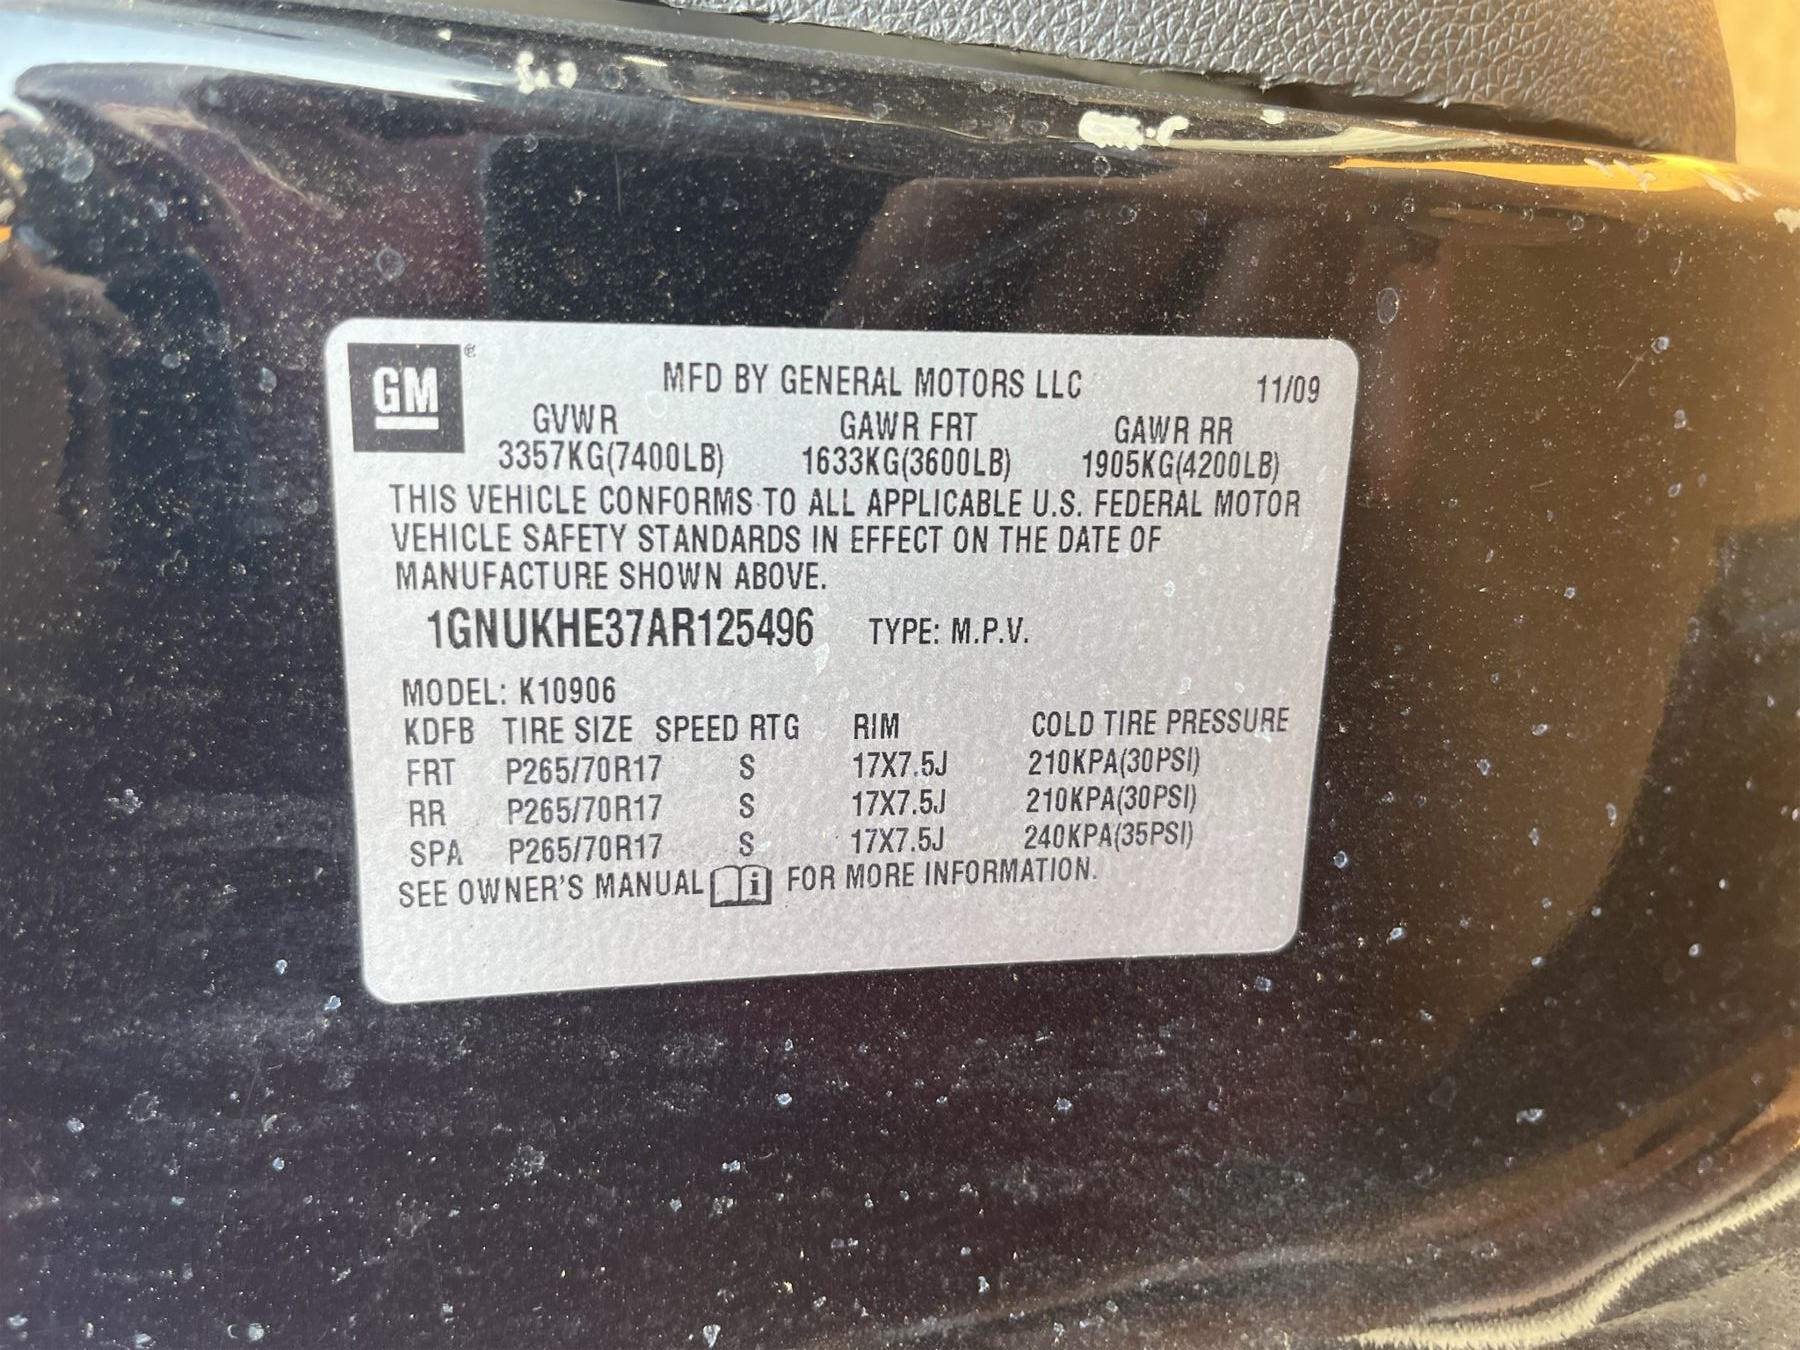 GM®
MFD BY GENERAL MOTORS LLC 11/09
GVWR GAWR FRT GAWR RR
3357KG(7400LB) 1633KG(3600LB) 1905KG(4200LB)
THIS VEHICLE CONFORMS TO ALL APPLICABLE U.S. FEDERAL MOTOR
VEHICLE SAFETY STANDARDS IN EFFECT ON THE DATE OF
MANUFACTURE SHOWN ABOVE.
1GNUKHE37AR125496 TYPE: M.P.V.
MODEL: K10906
KDFB TIRE SIZE SPEED RTG RIM COLD TIRE PRESSURE
FRT P265/70R17 S 17X7.5J 210KPA(30PSI)
RR P265/70R17 S 17X7.5J 210KPA(30PSI)
SPA P265/70R17 S 17X7.5J 240KPA(35PSI)
SEE OWNER'S MANUAL i FOR MORE INFORMATION.